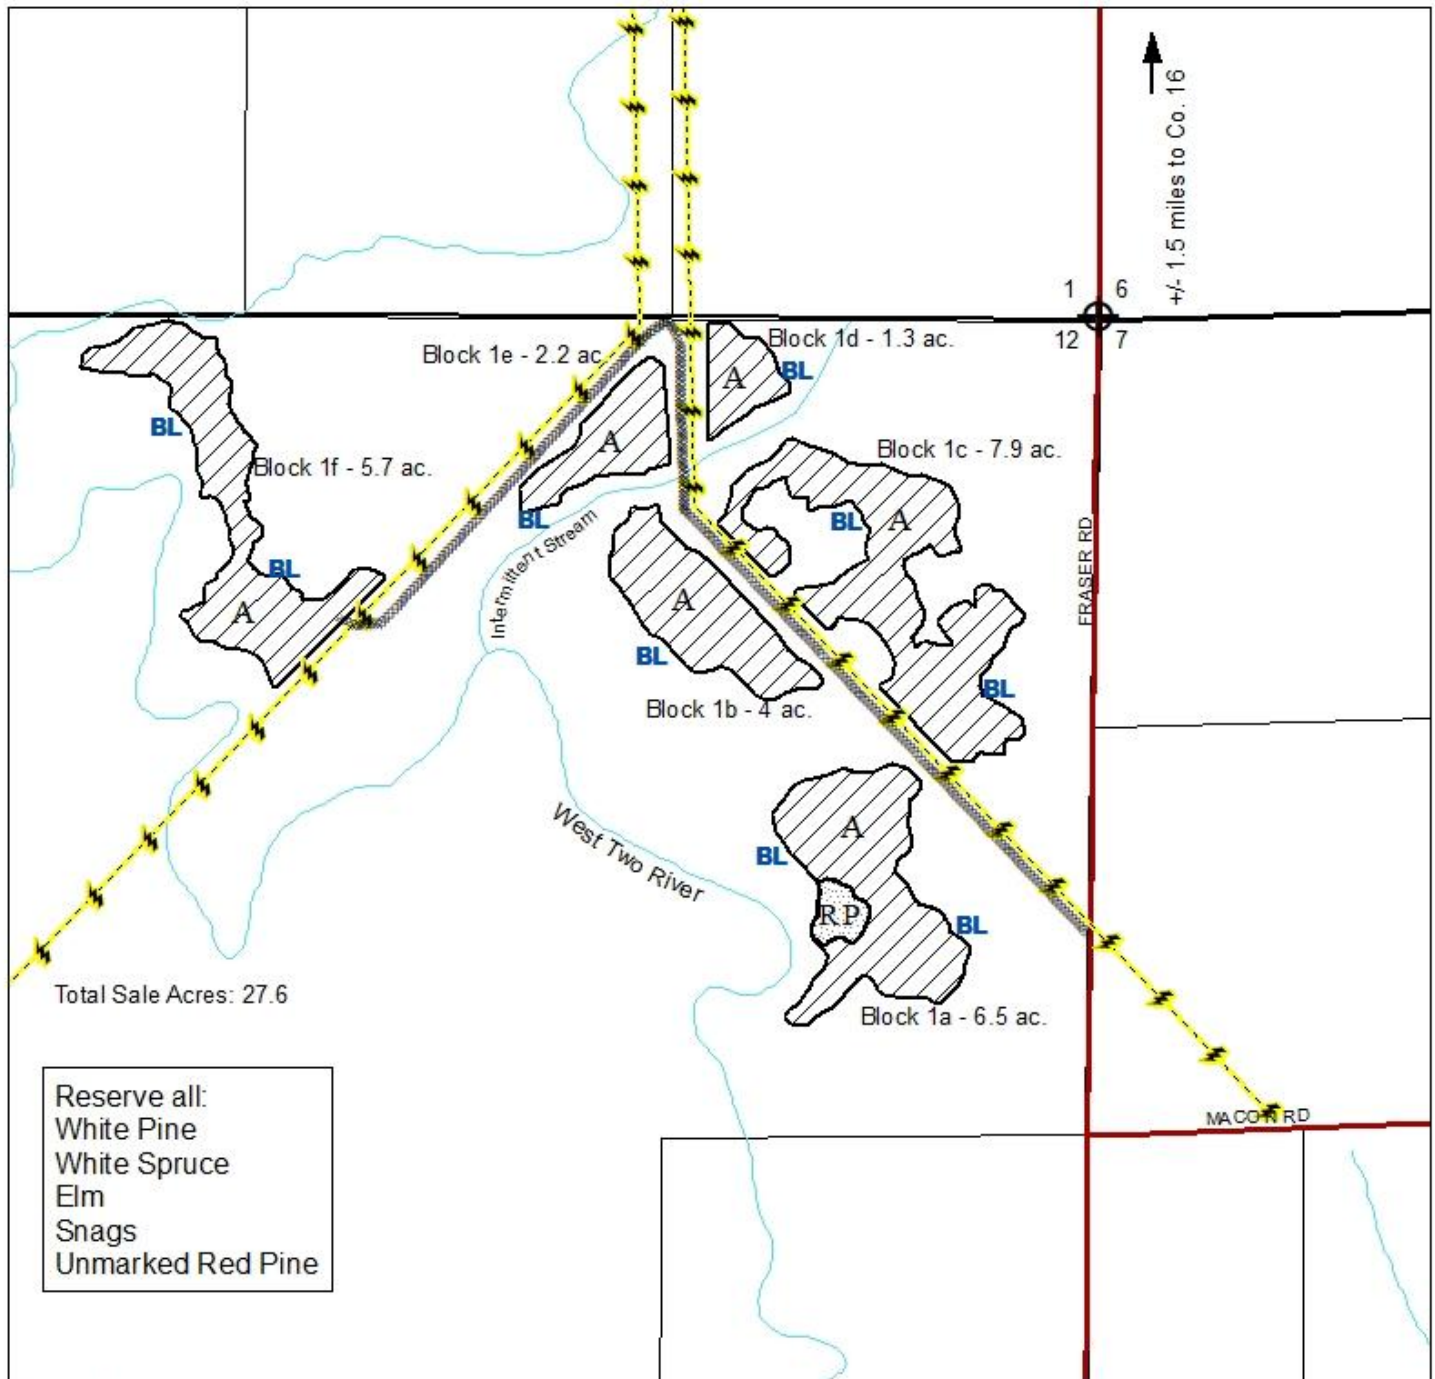 +/- 1.5 miles to Co. 16
1 6
12 7
Block 1e - 2.2 ac.
Block 1d - 1.3 ac.
A
BL
A
BL
BL
Block 1f - 5.7 ac.
Block 1c - 7.9 ac.
BL
A
BL
Intermittent Stream
FRASER RD
BL
A
A
BL
BL
Block 1b - 4 ac.
A
BL
RP
BL
West Two River
Total Sale Acres: 27.6
Block 1a - 6.5 ac.
MACON RD
Reserve all:
White Pine
White Spruce
Elm
Snags
Unmarked Red Pine